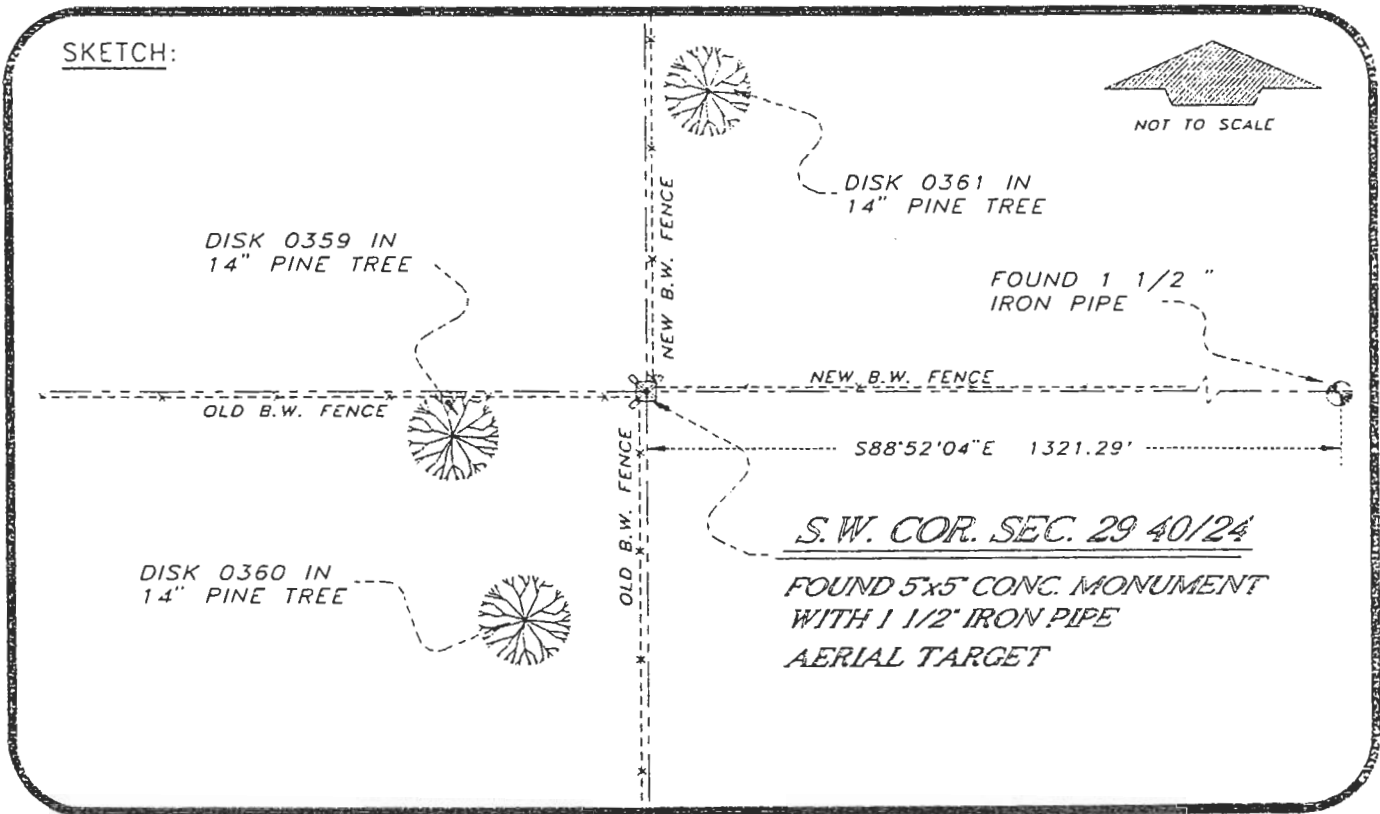 SKETCH:
NOT TO SCALE
DISK 0361 IN
14" PINE TREE
DISK 0359 IN
14" PINE TREE
NEW B.W. FENCE
FOUND 1 1/2 "
IRON PIPE
NEW B.W. FENCE
OLD B.W. FENCE
S88°52'04"E 1321.29'
OLD B.W. FENCE
S.W. COR. SEC. 29 40/24
FOUND 5"x5" CONC. MONUMENT
WITH 1 1/2" IRON PIPE
AERIAL TARGET
DISK 0360 IN
14" PINE TREE